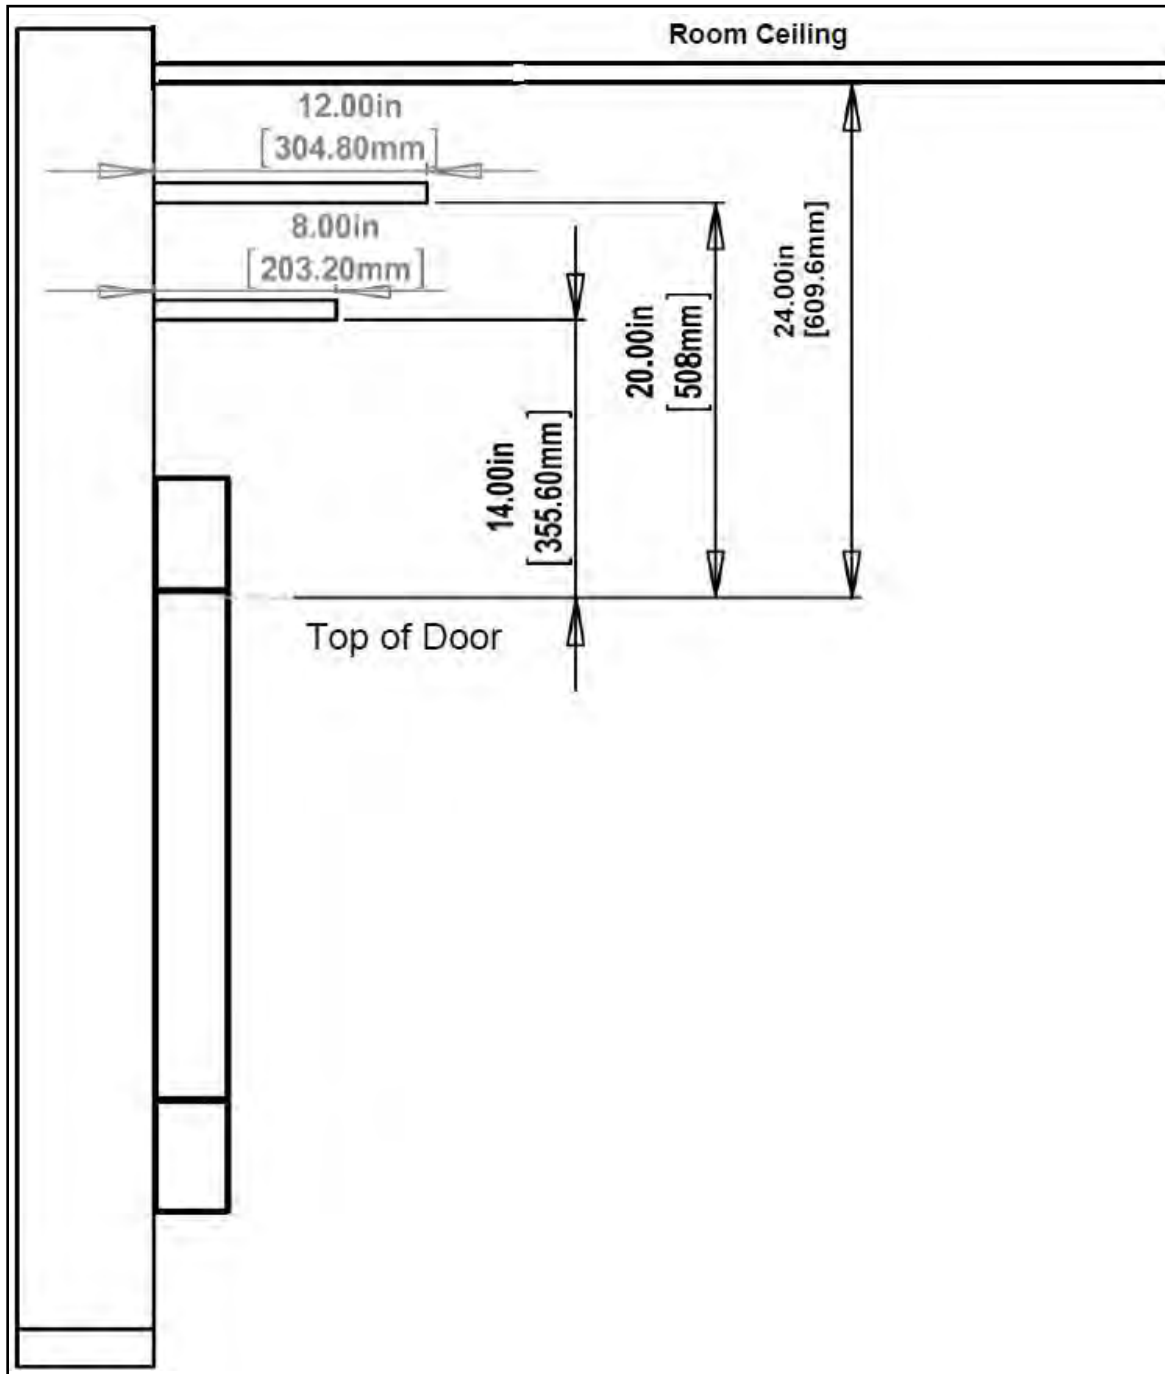 Room Ceiling
12.00in
[304.80mm]
8.00in
[203.20mm]
24.00in
[609.6mm]
20.00in
[508mm]
14.00in
[355.60mm]
Top of Door